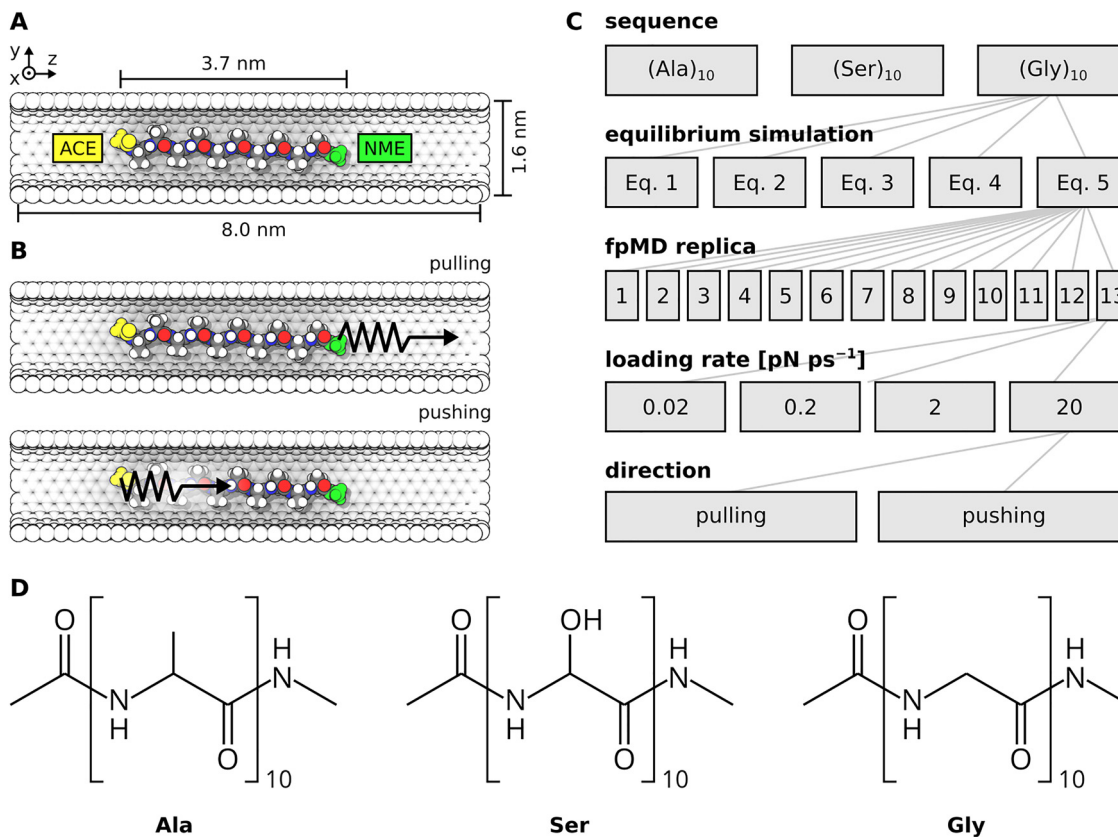 A
y
z
x
3.7 nm
ACE
NME
1.6 nm
8.0 nm
B
pulling
pushing
C
sequence
(Ala)10 (Ser)10 (Gly)10
equilibrium simulation
Eq. 1 Eq. 2 Eq. 3 Eq. 4 Eq. 5
fpMD replica
1 2 3 4 5 6 7 8 9 10 11 12 13
loading rate [pN ps⁻¹]
0.02 0.2 2 20
direction
pulling pushing
D
O N H O H N 10
O N H OH O H N 10
O N H O H N 10
Ala Ser Gly